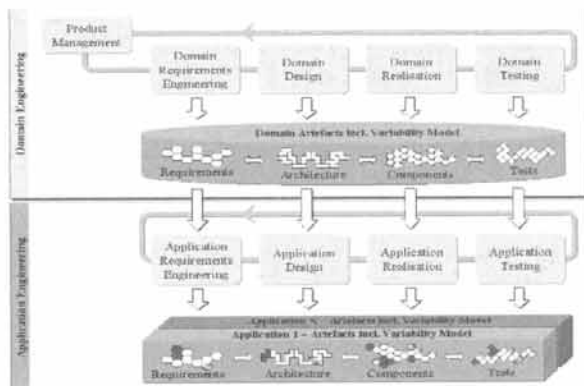 Product
Management
Domain
Requirements
Engineering
Domain
Design
Domain
Realisation
Domain
Testing
Domain Engineering
Domain Artefacts incl. Variability Model
Requirements
Architecture
Components
Tests
Application Engineering
Application
Requirements
Engineering
Application
Design
Application
Realisation
Application
Testing
Application N – Artefacts incl. Variability Model
Application 1 – Artefacts incl. Variability Model
Requirements
Architecture
Components
Tests